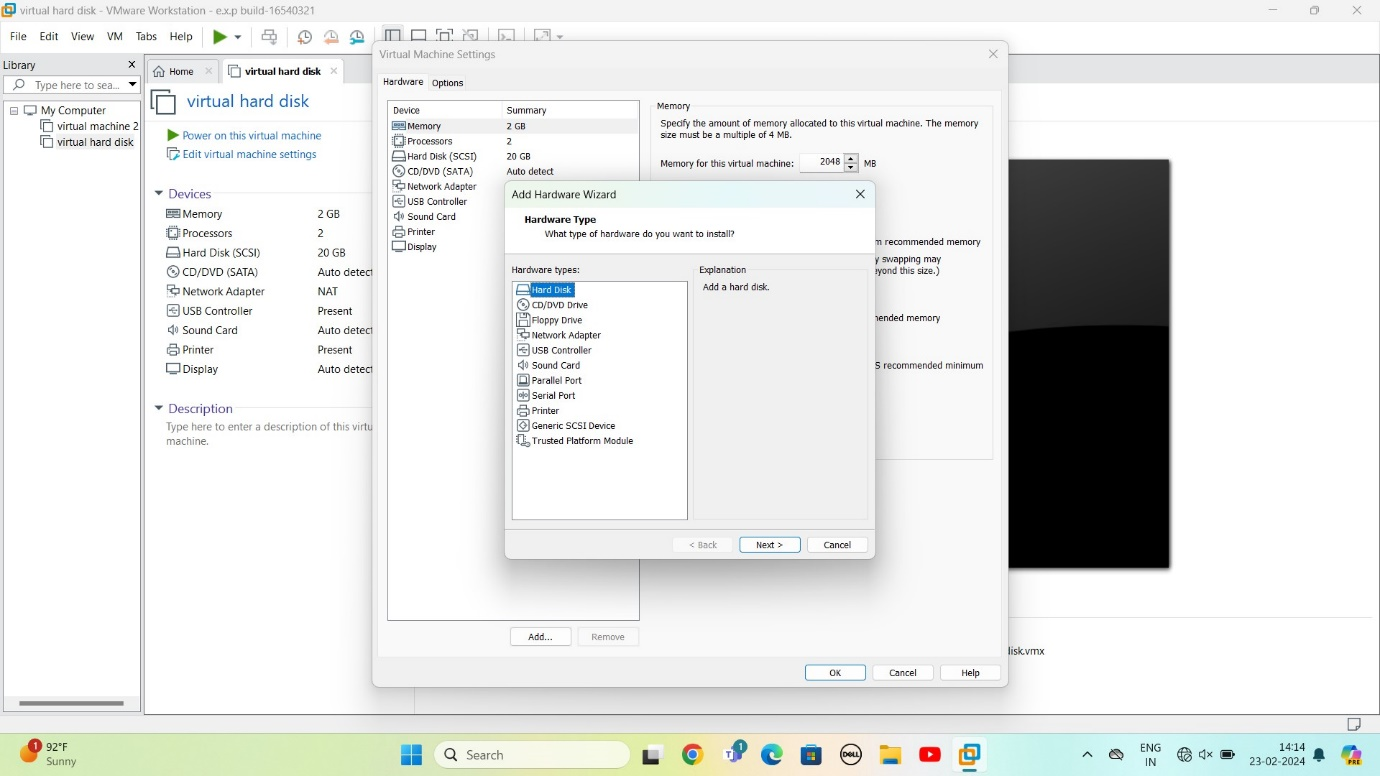 virtual hard disk - VMware Workstation - e.x.p build-16540321
File Edit View VM Tabs Help
Library
Type here to sea...
My Computer
virtual machine 2
virtual hard disk
Home
virtual hard disk
virtual hard disk
Power on this virtual machine
Edit virtual machine settings
Devices
Memory 2 GB
Processors 2
Hard Disk (SCSI) 20 GB
CD/DVD (SATA) Auto detect
Network Adapter NAT
USB Controller Present
Sound Card Auto detect
Printer Present
Display Auto detect
Description
Type here to enter a description of this virtu
machine.
Virtual Machine Settings
Hardware Options
Device Summary
Memory 2 GB
Processors 2
Hard Disk (SCSI) 20 GB
CD/DVD (SATA) Auto detect
Network Adapter
USB Controller
Sound Card
Printer
Display
Memory
Specify the amount of memory allocated to this virtual machine. The memory
size must be a multiple of 4 MB.
Memory for this virtual machine: 2048 MB
m recommended memory
y swapping may
eyond this size.)
ended memory
S recommended minimum
Add Hardware Wizard
Hardware Type
What type of hardware do you want to install?
Hardware types:
Hard Disk
CD/DVD Drive
Floppy Drive
Network Adapter
USB Controller
Sound Card
Parallel Port
Serial Port
Printer
Generic SCSI Device
Trusted Platform Module
Explanation
Add a hard disk.
< Back Next > Cancel
Add... Remove
OK Cancel Help
lisk.vmx
1
92°F
Sunny
Search
1
DELL
ENG
IN
14:14
23-02-2024
PRE